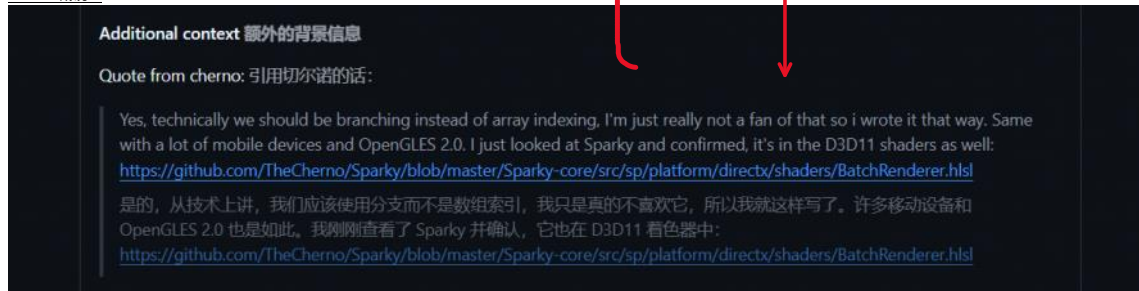 Additional context 额外的背景信息
Quote from cherno: 引用切尔诺的话：
Yes, technically we should be branching instead of array indexing, I'm just really not a fan of that so i wrote it that way. Same
with a lot of mobile devices and OpenGLES 2.0. I just looked at Sparky and confirmed, it's in the D3D11 shaders as well:
https://github.com/TheCherno/Sparky/blob/master/Sparky-core/src/sp/platform/directx/shaders/BatchRenderer.hlsl
是的，从技术上讲，我们应该使用分支而不是数组索引，我只是真的不喜欢它，所以我就这样写了。许多移动设备和
OpenGLES 2.0 也是如此。我刚刚查看了 Sparky 并确认，它也在 D3D11 着色器中：
https://github.com/TheCherno/Sparky/blob/master/Sparky-core/src/sp/platform/directx/shaders/BatchRenderer.hlsl